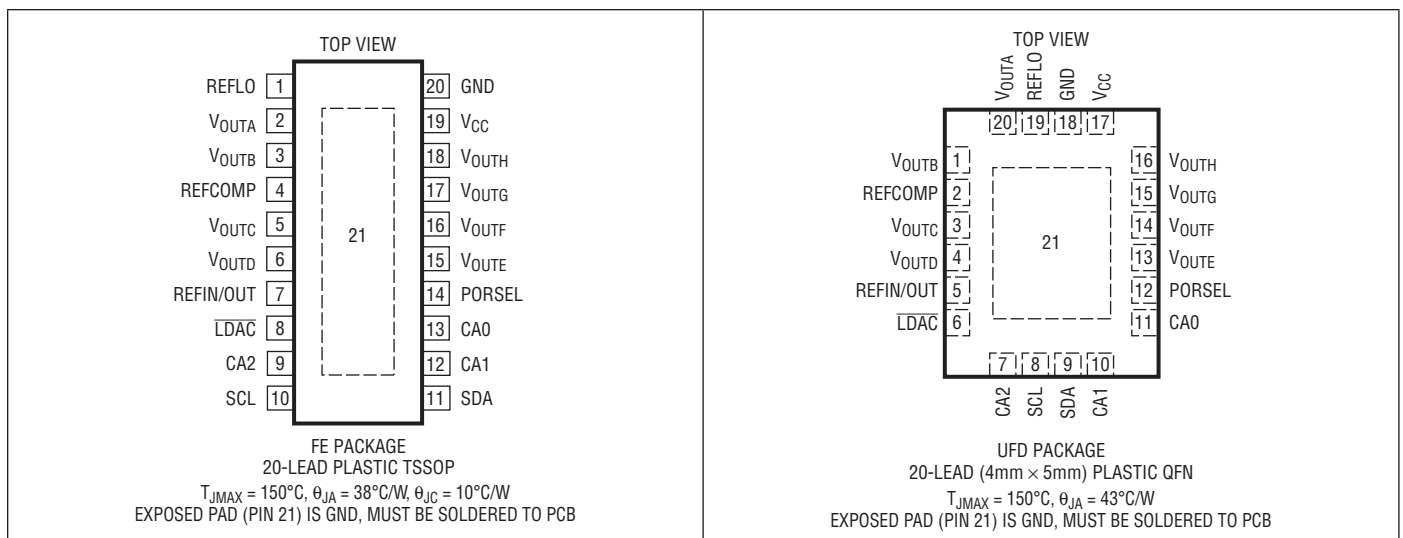 TOP VIEW
REFLO 1
VOUTA 2
VOUTB 3
REFCOMP 4
VOUTC 5
VOUTD 6
REFIN/OUT 7
LDAC 8
CA2 9
SCL 10
20 GND
19 VCC
18 VOUTH
17 VOUTG
16 VOUTF
15 VOUTE
14 PORSEL
13 CA0
12 CA1
11 SDA
21
FE PACKAGE
20-LEAD PLASTIC TSSOP
TJMAX = 150°C, θJA = 38°C/W, θJC = 10°C/W
EXPOSED PAD (PIN 21) IS GND, MUST BE SOLDERED TO PCB
TOP VIEW
VOUTA REFLO GND VCC
20 19 18 17
VOUTB 1
REFCOMP 2
VOUTC 3
VOUTD 4
REFIN/OUT 5
LDAC 6
16 VOUTH
15 VOUTG
14 VOUTF
13 VOUTE
12 PORSEL
11 CA0
21
7 8 9 10
CA2 SCL SDA CA1
UFD PACKAGE
20-LEAD (4mm × 5mm) PLASTIC QFN
TJMAX = 150°C, θJA = 43°C/W
EXPOSED PAD (PIN 21) IS GND, MUST BE SOLDERED TO PCB